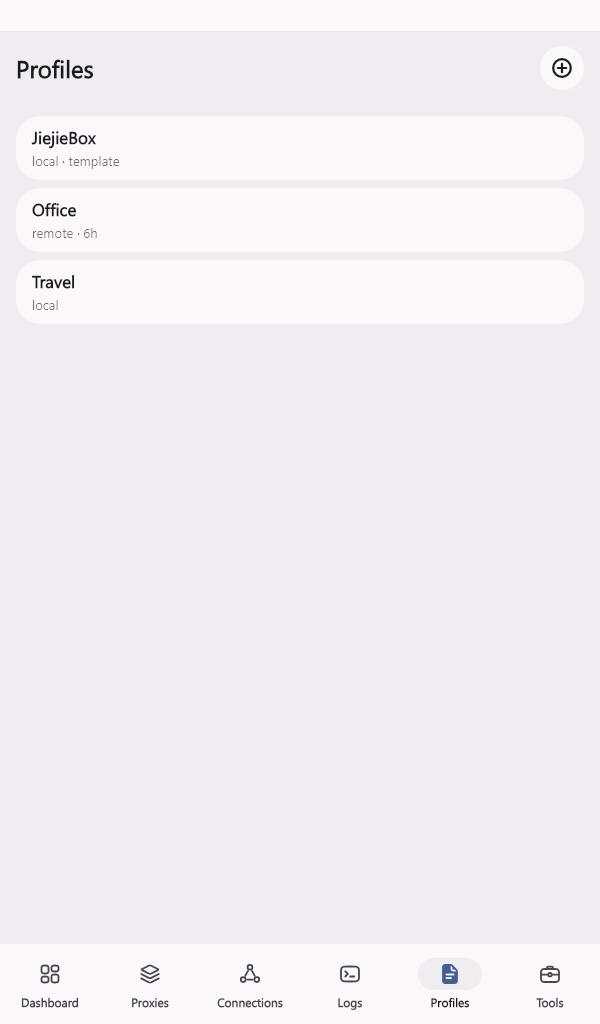 Profiles
JiejieBox
local · template
Office
remote · 6h
Travel
local
Dashboard
Proxies
Connections
Logs
Profiles
Tools